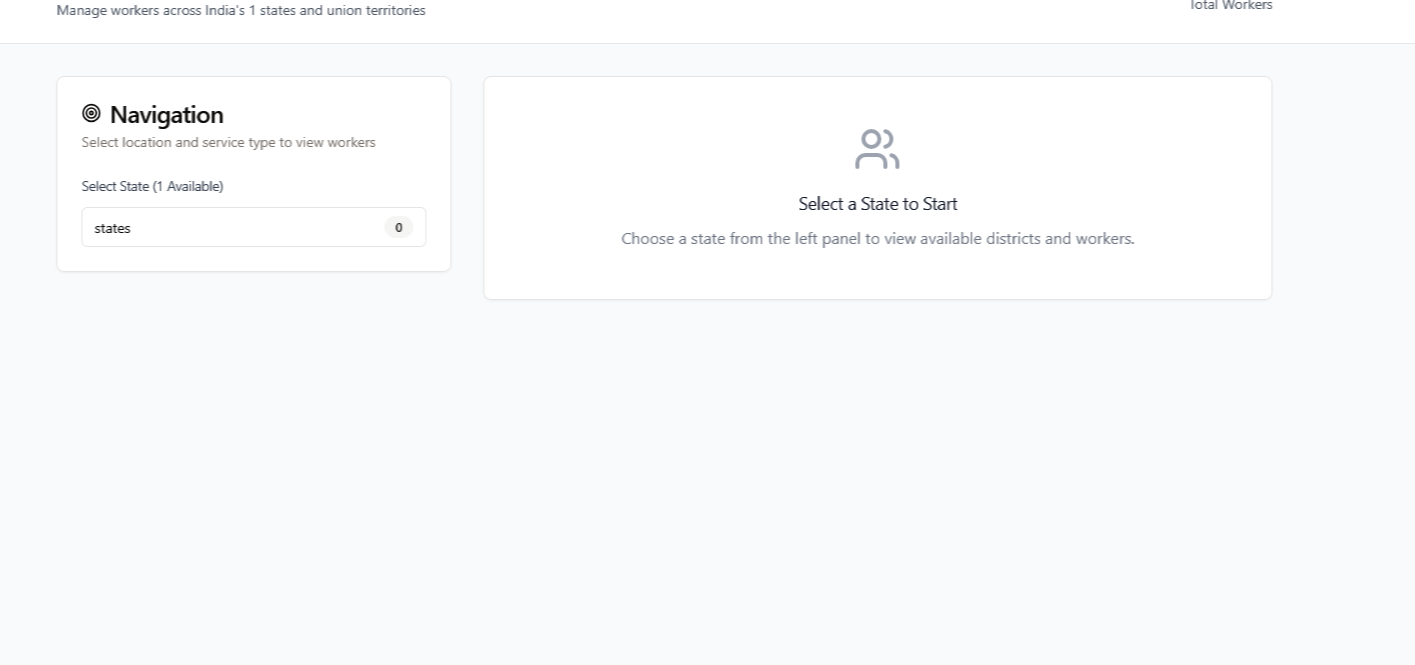 Manage workers across India's 1 states and union territories
Total Workers
Navigation
Select location and service type to view workers
Select State (1 Available)
states 0
Select a State to Start
Choose a state from the left panel to view available districts and workers.